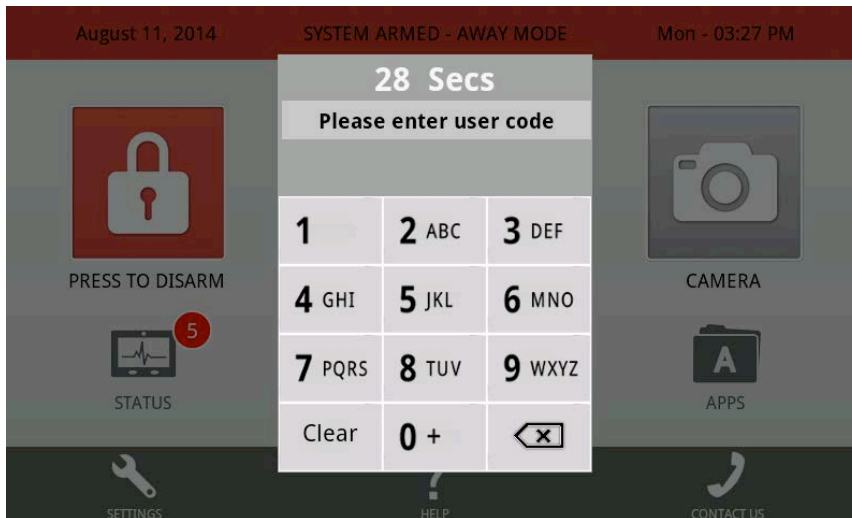 August 11, 2014 SYSTEM ARMED - AWAY MODE Mon - 03:27 PM
28 Secs
Please enter user code
1 2 ABC 3 DEF
PRESS TO DISARM CAMERA
4 GHI 5 JKL 6 MNO
5
7 PQRS 8 TUV 9 WXYZ
A
STATUS APPS
Clear 0 +
?
SETTINGS HELP CONTACT US